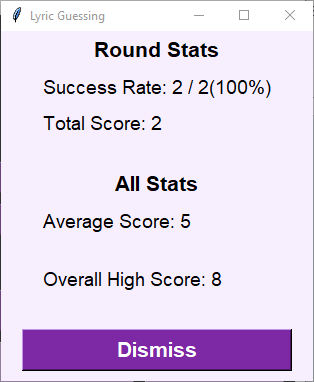 Lyric Guessing
Round Stats
Success Rate: 2 / 2(100%)
Total Score: 2
All Stats
Average Score: 5
Overall High Score: 8
Dismiss